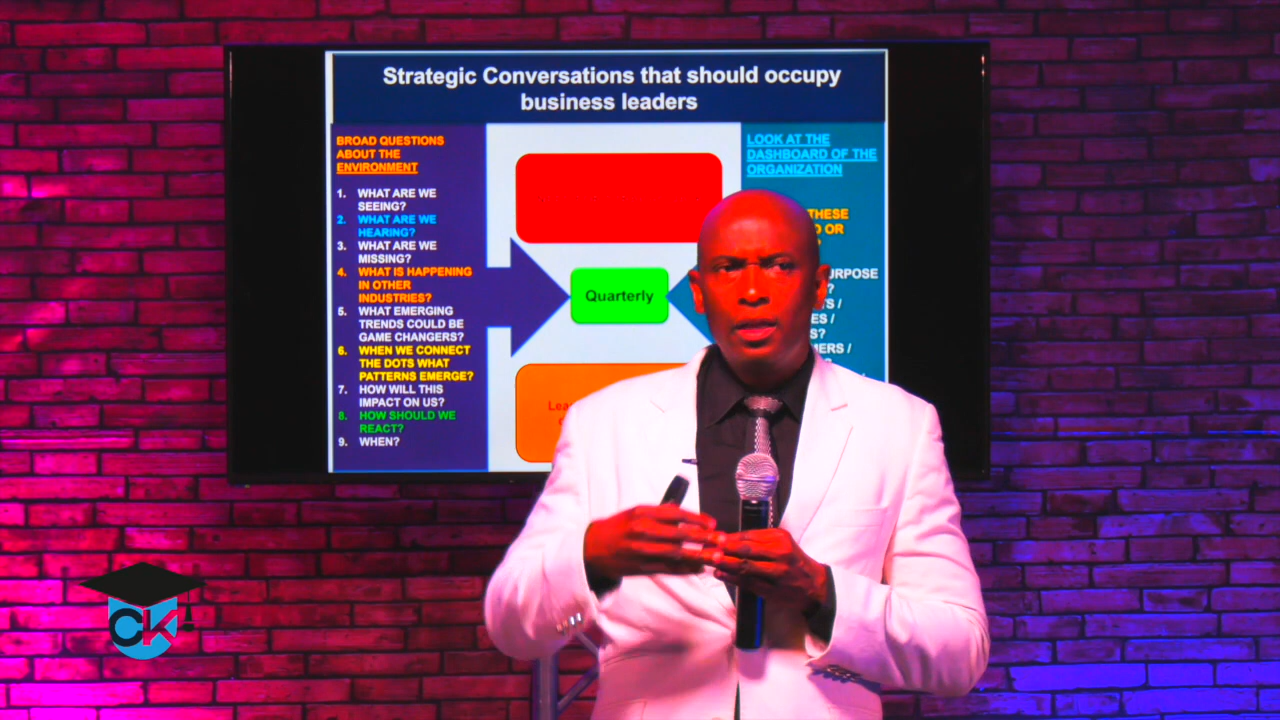 Strategic Conversations that should occupy
business leaders
BROAD QUESTIONS
ABOUT THE
ENVIRONMENT
1. WHAT ARE WE
SEEING?
2. WHAT ARE WE
HEARING?
3. WHAT ARE WE
MISSING?
4. WHAT IS HAPPENING
IN OTHER
INDUSTRIES?
5. WHAT EMERGING
TRENDS COULD BE
GAME CHANGERS?
6. WHEN WE CONNECT
THE DOTS WHAT
PATTERNS EMERGE?
7. HOW WILL THIS
IMPACT ON US?
8. HOW SHOULD WE
REACT?
9. WHEN?
Quarterly
LOOK AT THE
DASHBOARD OF THE
ORGANIZATION
THESE
OR
CK